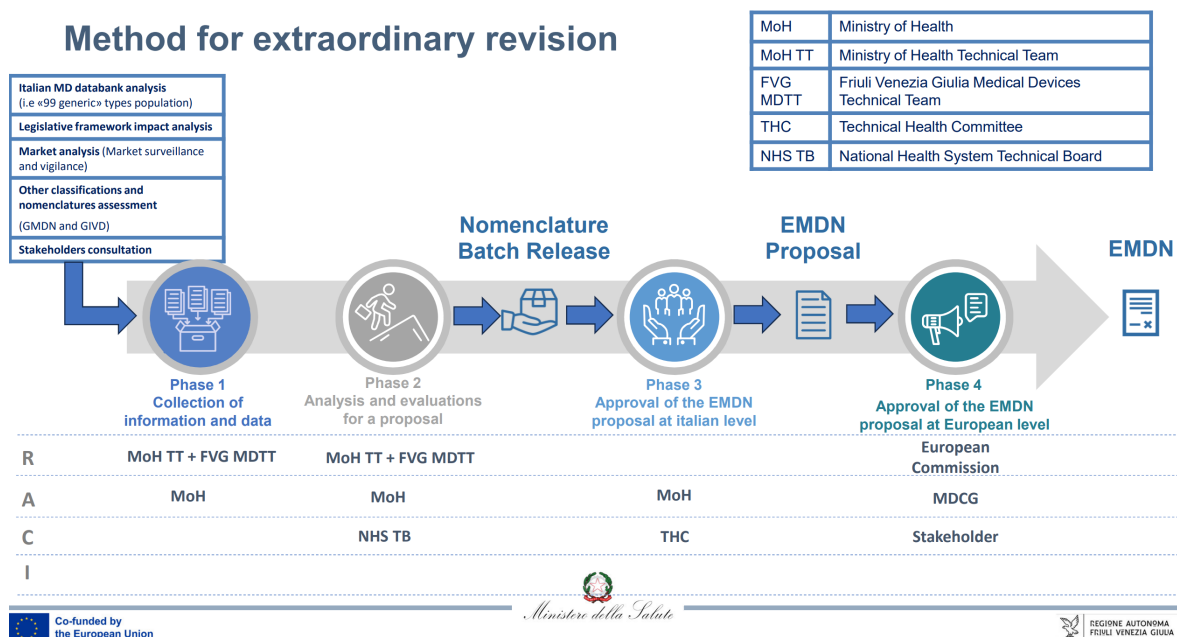 Method for extraordinary revision
MoH Ministry of Health
MoH TT Ministry of Health Technical Team
FVG Friuli Venezia Giulia Medical Devices
MDTT Technical Team
THC Technical Health Committee
NHS TB National Health System Technical Board
Italian MD databank analysis
(i.e «99 generic» types population)
Legislative framework impact analysis
Market analysis (Market surveillance
and vigilance)
Other classifications and
nomenclatures assessment
(GMDN and GIVD)
Stakeholders consultation
Nomenclature
Batch Release
EMDN
Proposal
EMDN
Phase 1
Collection of
information and data
Phase 2
Analysis and evaluations
for a proposal
Phase 3
Approval of the EMDN
proposal at italian level
Phase 4
Approval of the EMDN
proposal at European level
R MoH TT + FVG MDTT MoH TT + FVG MDTT European
Commission
A MoH MoH MoH MDCG
C NHS TB THC Stakeholder
I
Ministero della Salute
Co-funded by
the European Union
REGIONE AUTONOMA
FRIULI VENEZIA GIULIA